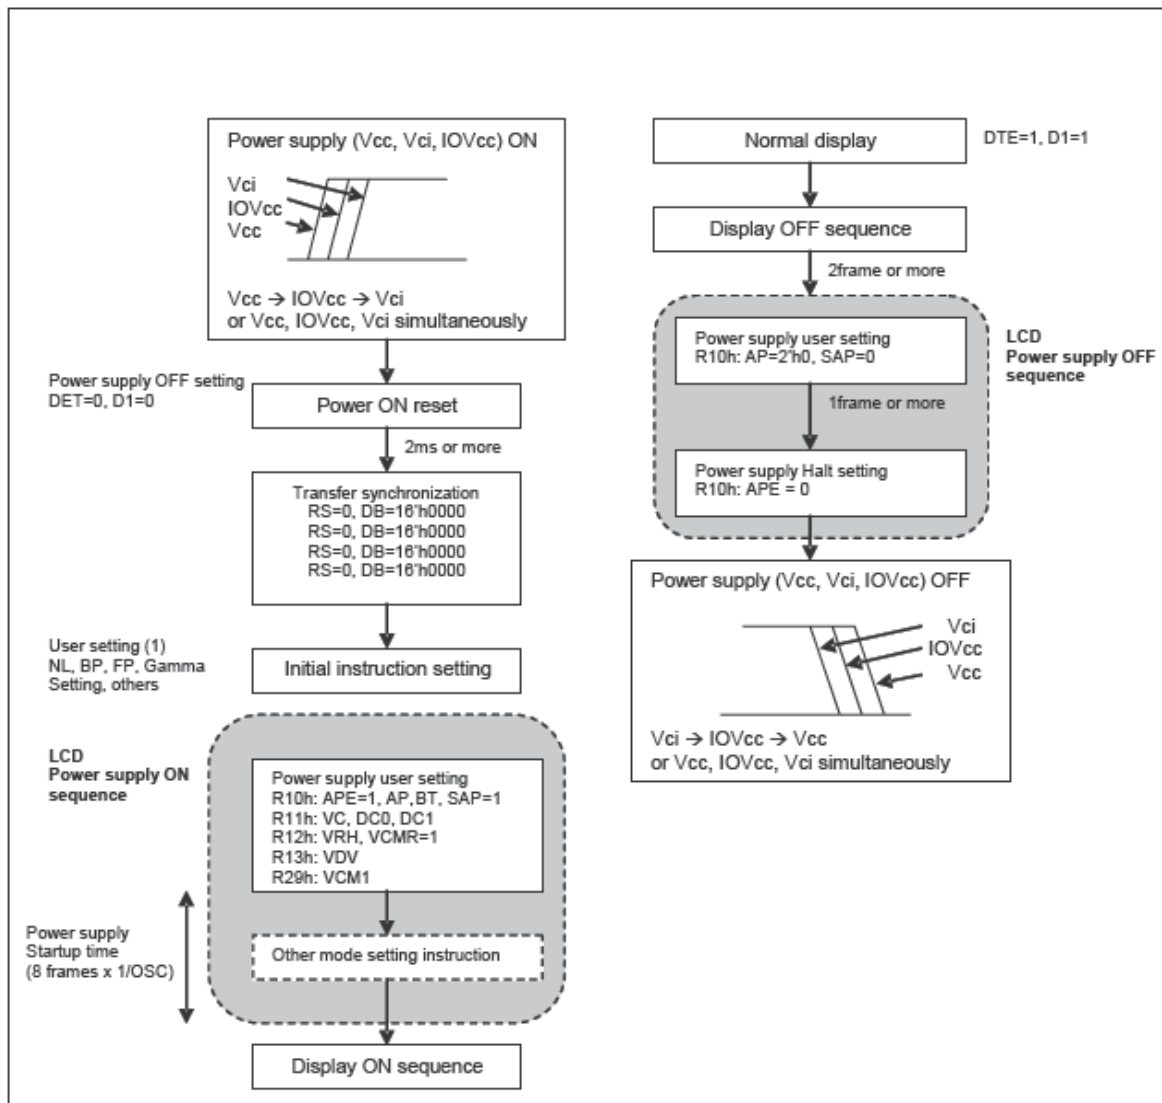 Power supply (Vcc, Vci, IOVcc) ON
Vci
IOVcc
Vcc
Vcc → IOVcc → Vci
or Vcc, IOVcc, Vci simultaneously
Power supply OFF setting
DET=0, D1=0
Power ON reset
2ms or more
Transfer synchronization
RS=0, DB=16'h0000
RS=0, DB=16'h0000
RS=0, DB=16'h0000
RS=0, DB=16'h0000
User setting (1)
NL, BP, FP, Gamma
Setting, others
Initial instruction setting
LCD
Power supply ON
sequence
Power supply user setting
R10h: APE=1, AP,BT, SAP=1
R11h: VC, DC0, DC1
R12h: VRH, VCMR=1
R13h: VDV
R29h: VCM1
Power supply
Startup time
(8 frames x 1/OSC)
Other mode setting instruction
Display ON sequence
Normal display
DTE=1, D1=1
Display OFF sequence
2frame or more
Power supply user setting
R10h: AP=2'h0, SAP=0
LCD
Power supply OFF
sequence
1frame or more
Power supply Halt setting
R10h: APE = 0
Power supply (Vcc, Vci, IOVcc) OFF
Vci
IOVcc
Vcc
Vci → IOVcc → Vcc
or Vcc, IOVcc, Vci simultaneously